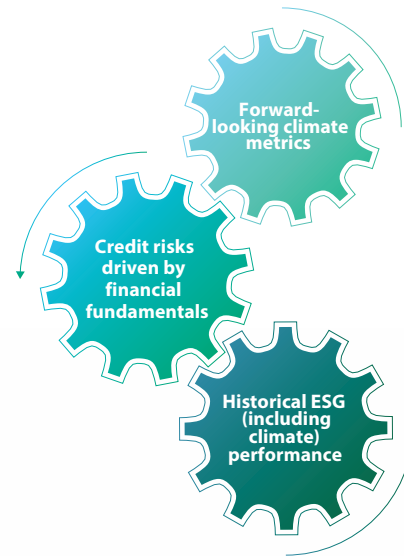 Forward-
looking climate
metrics
Credit risks
driven by
financial
fundamentals
Historical ESG
(including
climate)
performance